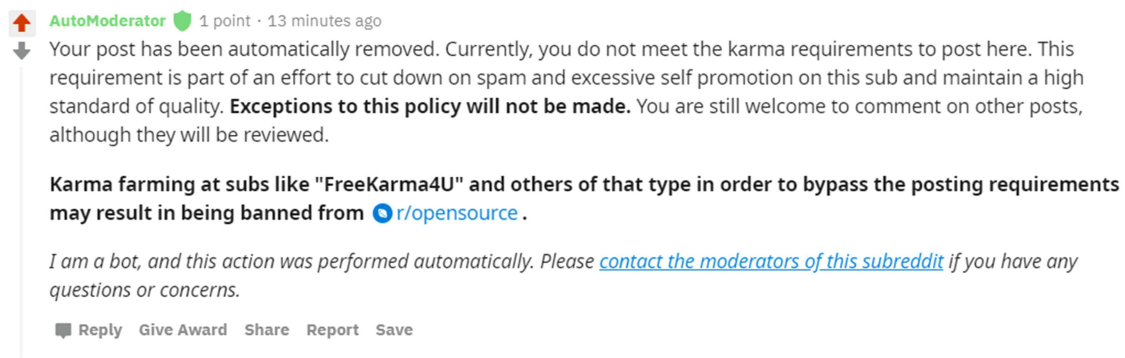 AutoModerator 1 point · 13 minutes ago
Your post has been automatically removed. Currently, you do not meet the karma requirements to post here. This
requirement is part of an effort to cut down on spam and excessive self promotion on this sub and maintain a high
standard of quality. Exceptions to this policy will not be made. You are still welcome to comment on other posts,
although they will be reviewed.
Karma farming at subs like "FreeKarma4U" and others of that type in order to bypass the posting requirements
may result in being banned from r/opensource .
I am a bot, and this action was performed automatically. Please contact the moderators of this subreddit if you have any
questions or concerns.
Reply Give Award Share Report Save